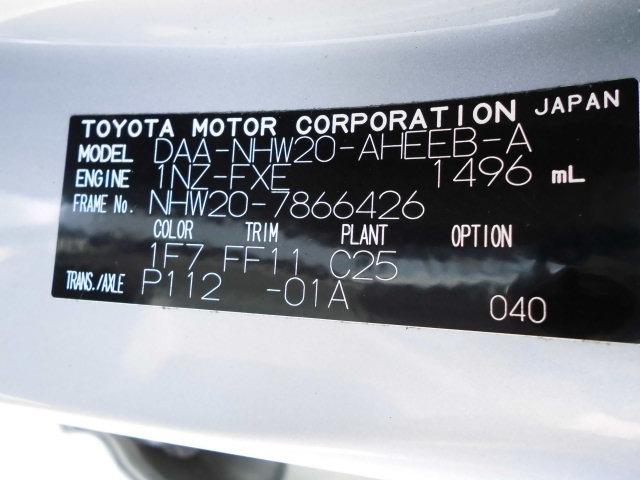 TOYOTA MOTOR CORPORATION JAPAN
MODEL DAA-NHW20-AHEEB-A
ENGINE 1NZ-FXE 1496 mL
FRAME No. NHW20-7866426
COLOR TRIM PLANT OPTION
1F7 FF11 C25
TRANS./AXLE P112 -01A
040